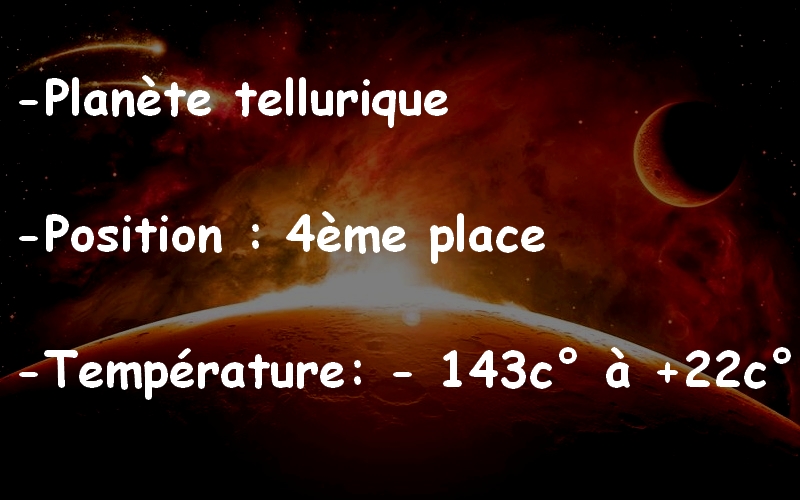 -Planète tellurique
-Position : 4ème place
-Température: - 143c° à +22c°